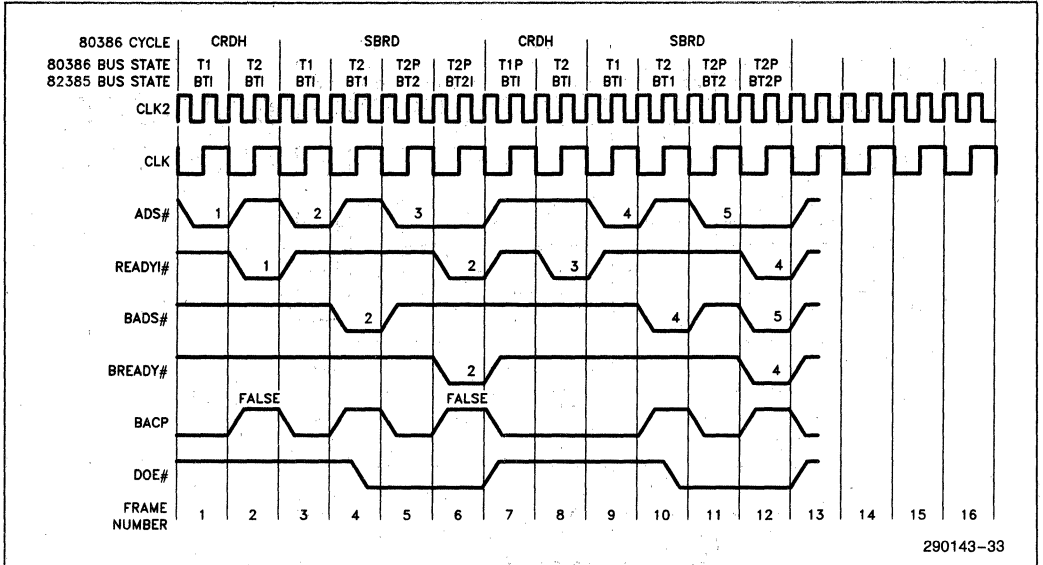 80386 CYCLE CRDH SBRD CRDH SBRD
80386 BUS STATE T1 T2 T1 T2 T2P T2P T1P T2 T1 T2 T2P T2P
82385 BUS STATE BTI BTI BTI BT1 BT2 BT2I BTI BTI BTI BT1 BT2 BT2P
CLK2
CLK
ADS# 1 2 3 4 5
READYI# 1 2 3 4
BADS# 2 4 5
BREADY# 2 4
FALSE FALSE
BACP
DOE#
FRAME
NUMBER 1 2 3 4 5 6 7 8 9 10 11 12 13 14 15 16
290143-33